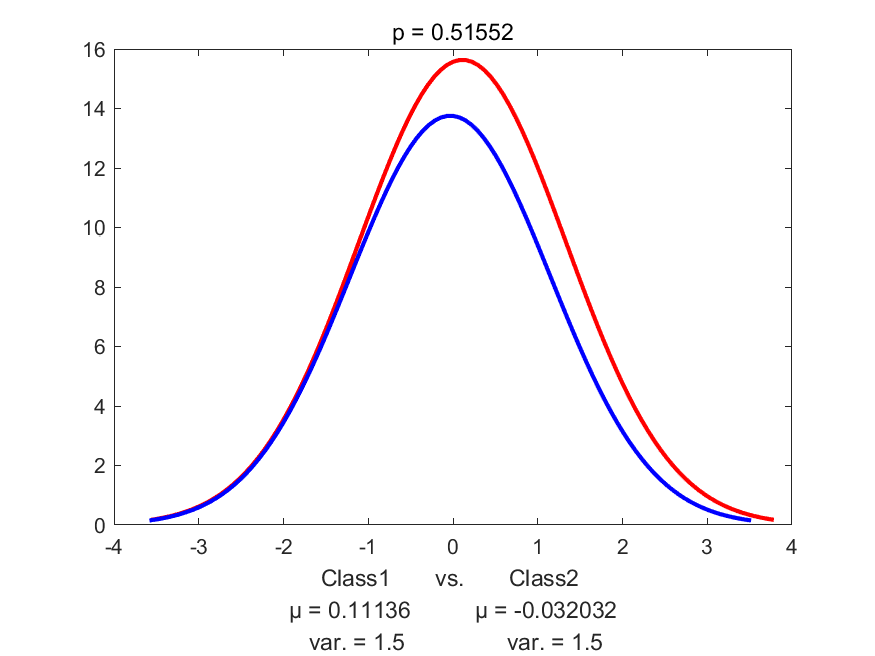 p = 0.51552
16
14
12
10
8
6
4
2
0
-4 -3 -2 -1 0 1 2 3 4
Class1 vs. Class2
μ = 0.11136 μ = -0.032032
var. = 1.5 var. = 1.5